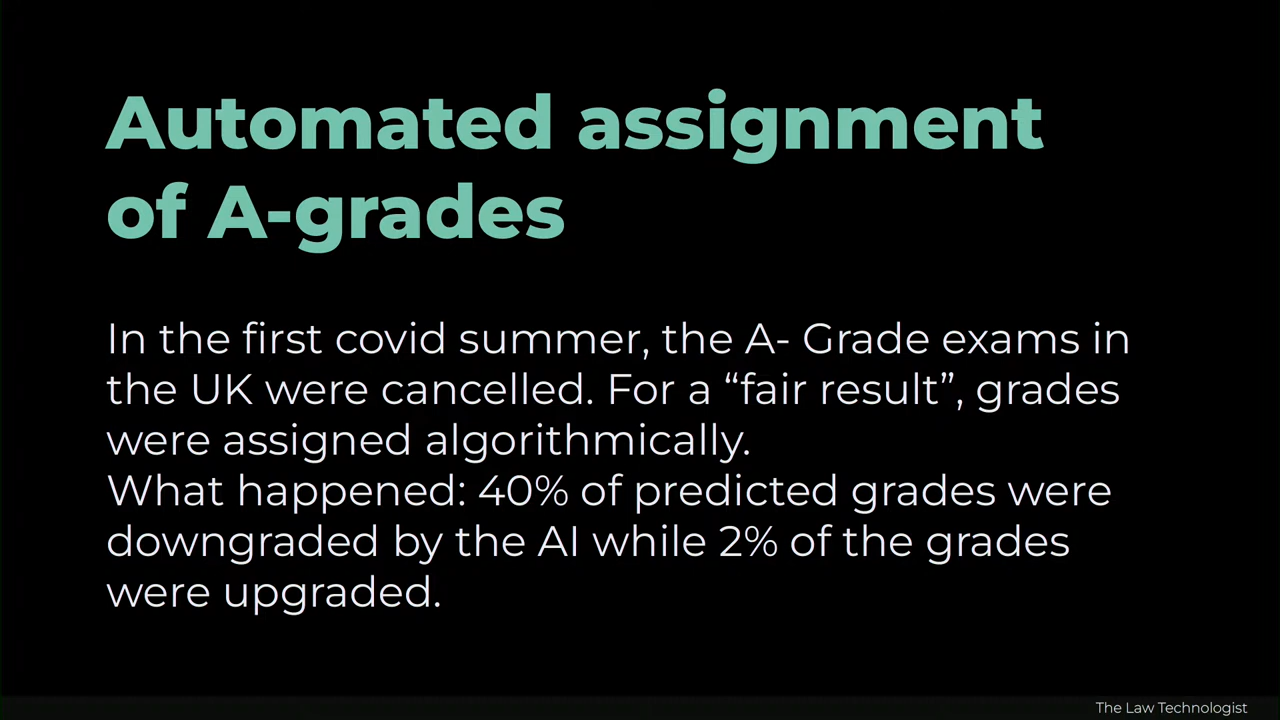 Automated assignment
of A-grades
In the first covid summer, the A- Grade exams in
the UK were cancelled. For a “fair result”, grades
were assigned algorithmically.
What happened: 40% of predicted grades were
downgraded by the AI while 2% of the grades
were upgraded.
The Law Technologist